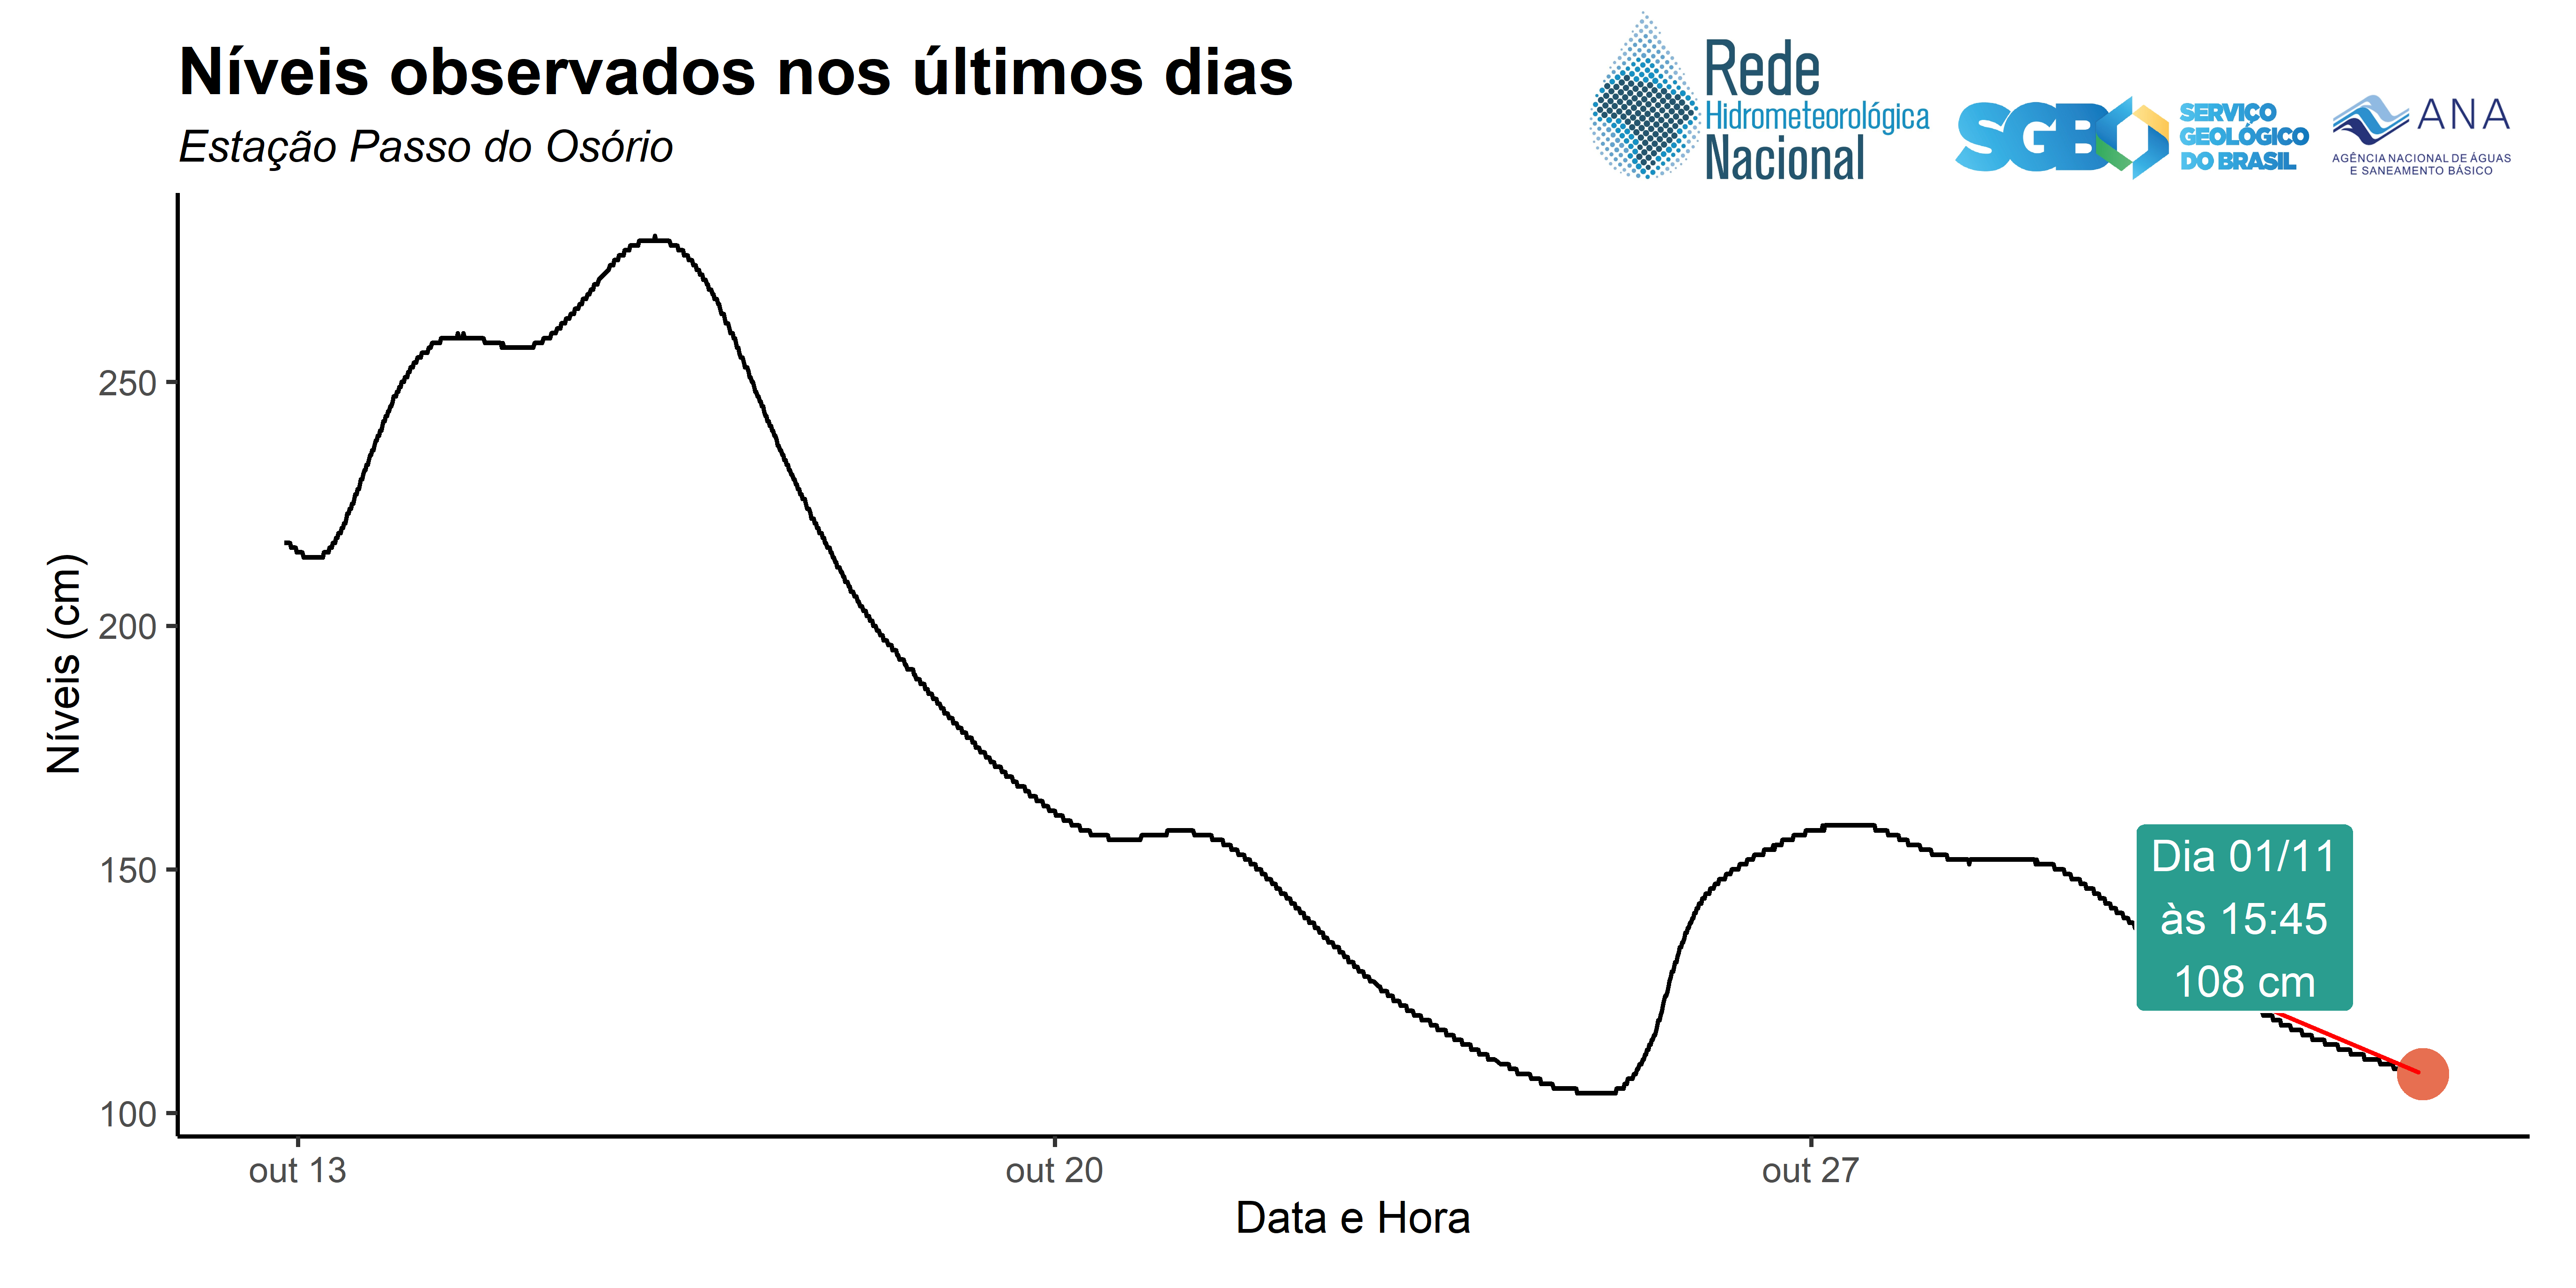 Níveis observados nos últimos dias
Estação Passo do Osório
Rede
Hidrometeorológica
Nacional
SGB
SERVIÇO
GEOLÓGICO
DO BRASIL
ANA
AGÊNCIA NACIONAL DE ÁGUAS
E SANEAMENTO BÁSICO
Níveis (cm)
250
200
150
100
Dia 01/11
às 15:45
108 cm
out 13
out 20
out 27
Data e Hora